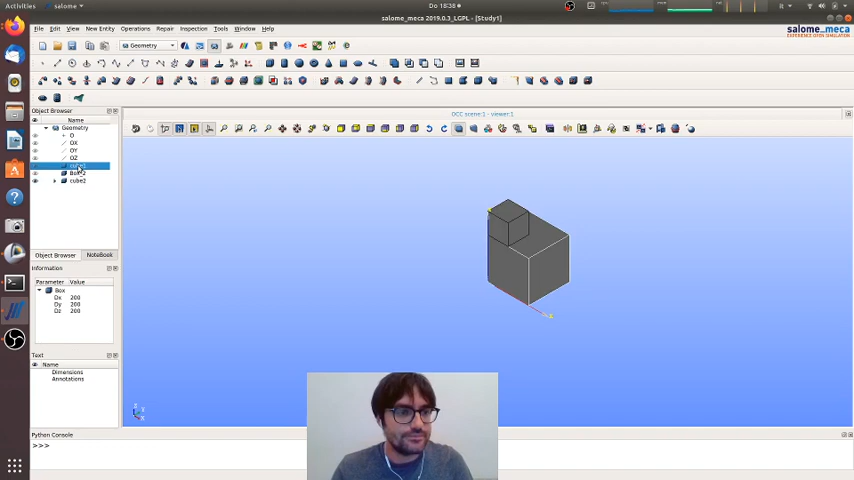 Activities
salome
Do 18:38
salome_meca 2019.0.3_LGPL - [Study1]
File Edit View New Entity Operations Repair Inspection Tools Window Help
salome_meca
Geometry
Object Browser
OCC scene:1 - viewer:1
Name
Geometry
O
OX
OY
OZ
cube1
Box_2
cube2
Object Browser NoteBook
Information
Parameter Value
Box
Dx 200
Dy 200
Dz 200
Text
Name
Dimensions
Annotations
X
Z
Y
X
Python Console
>>>